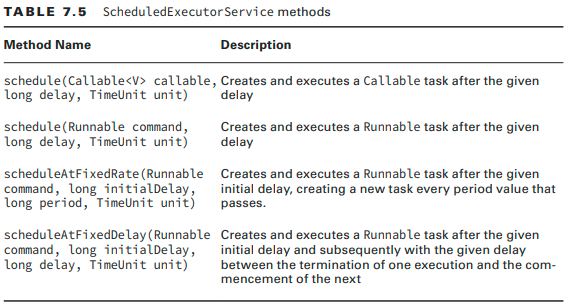 TABLE 7.5 ScheduledExecutorService methods
Method Name Description
schedule(Callable<V> callable, Creates and executes a Callable task after the given
long delay, TimeUnit unit) delay
schedule(Runnable command, Creates and executes a Runnable task after the given
long delay, TimeUnit unit) delay
scheduleAtFixedRate(Runnable Creates and executes a Runnable task after the given
command, long initialDelay, initial delay, creating a new task every period value that
long period, TimeUnit unit) passes.
scheduleAtFixedDelay(Runnable Creates and executes a Runnable task after the given
command, long initialDelay, initial delay and subsequently with the given delay
long delay, TimeUnit unit) between the termination of one execution and the com-
mencement of the next